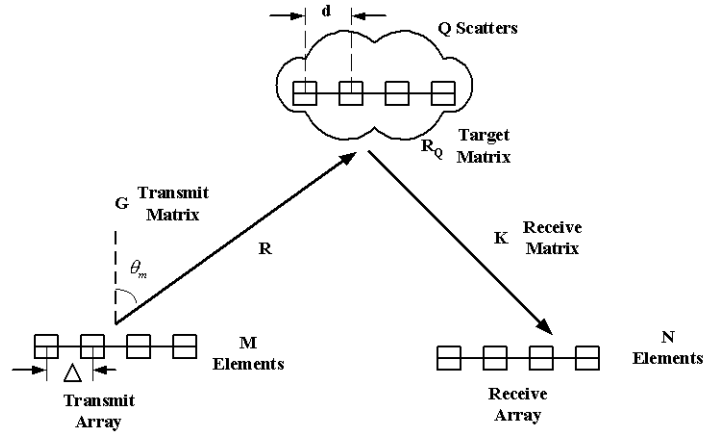 d
Q Scatters
R_Q
Target
Matrix
G
Transmit
Matrix
θ_m
R
K
Receive
Matrix
M
Elements
N
Elements
Δ
Transmit
Array
Receive
Array